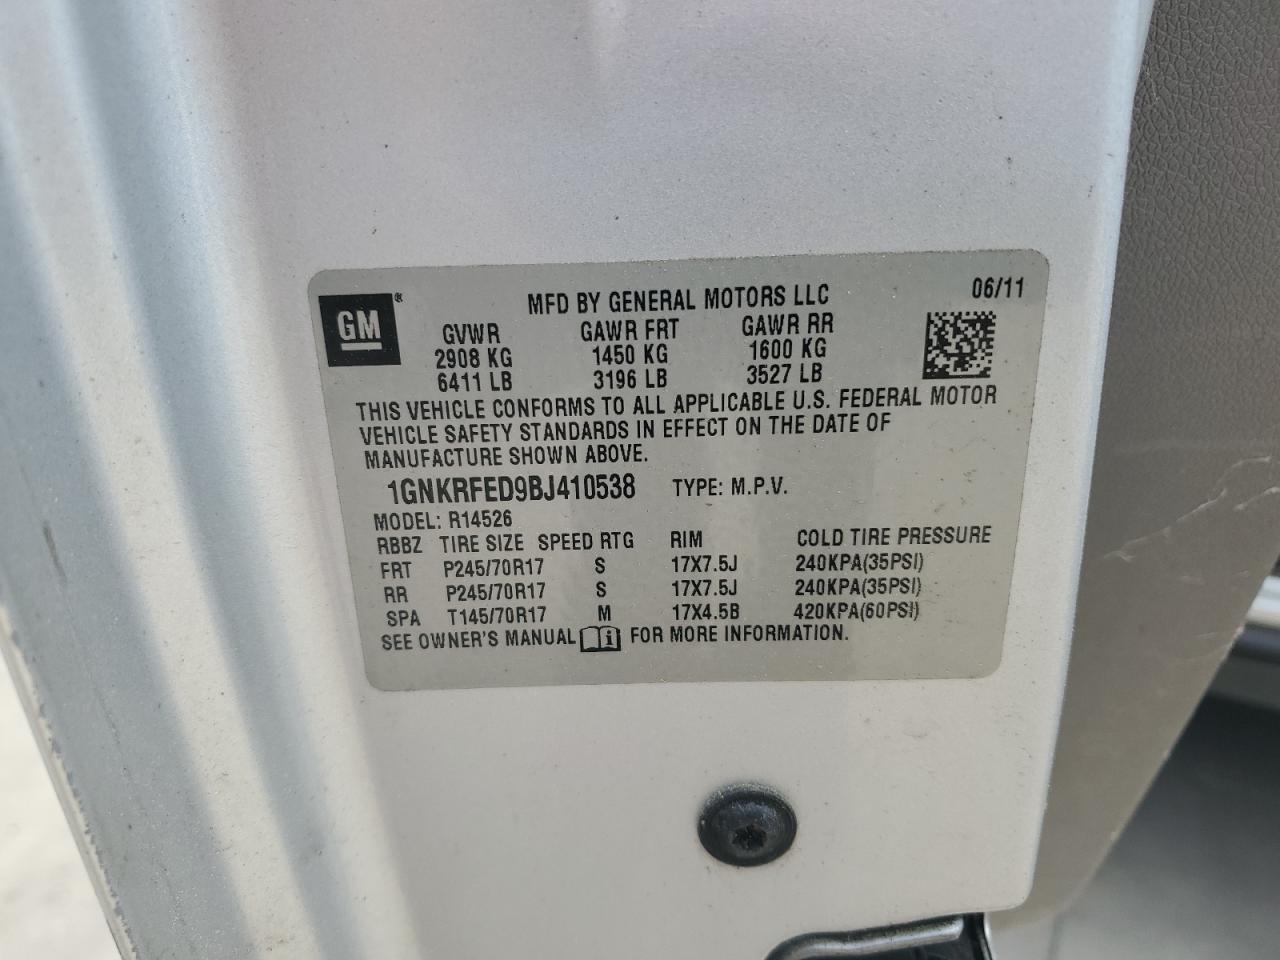 GM®
MFD BY GENERAL MOTORS LLC 06/11
GVWR GAWR FRT GAWR RR
2908 KG 1450 KG 1600 KG
6411 LB 3196 LB 3527 LB
THIS VEHICLE CONFORMS TO ALL APPLICABLE U.S. FEDERAL MOTOR
VEHICLE SAFETY STANDARDS IN EFFECT ON THE DATE OF
MANUFACTURE SHOWN ABOVE.
1GNKRFED9BJ410538 TYPE: M.P.V.
MODEL: R14526
RBBZ TIRE SIZE SPEED RTG RIM COLD TIRE PRESSURE
FRT P245/70R17 S 17X7.5J 240KPA(35PSI)
RR P245/70R17 S 17X7.5J 240KPA(35PSI)
SPA T145/70R17 M 17X4.5B 420KPA(60PSI)
SEE OWNER'S MANUAL i FOR MORE INFORMATION.